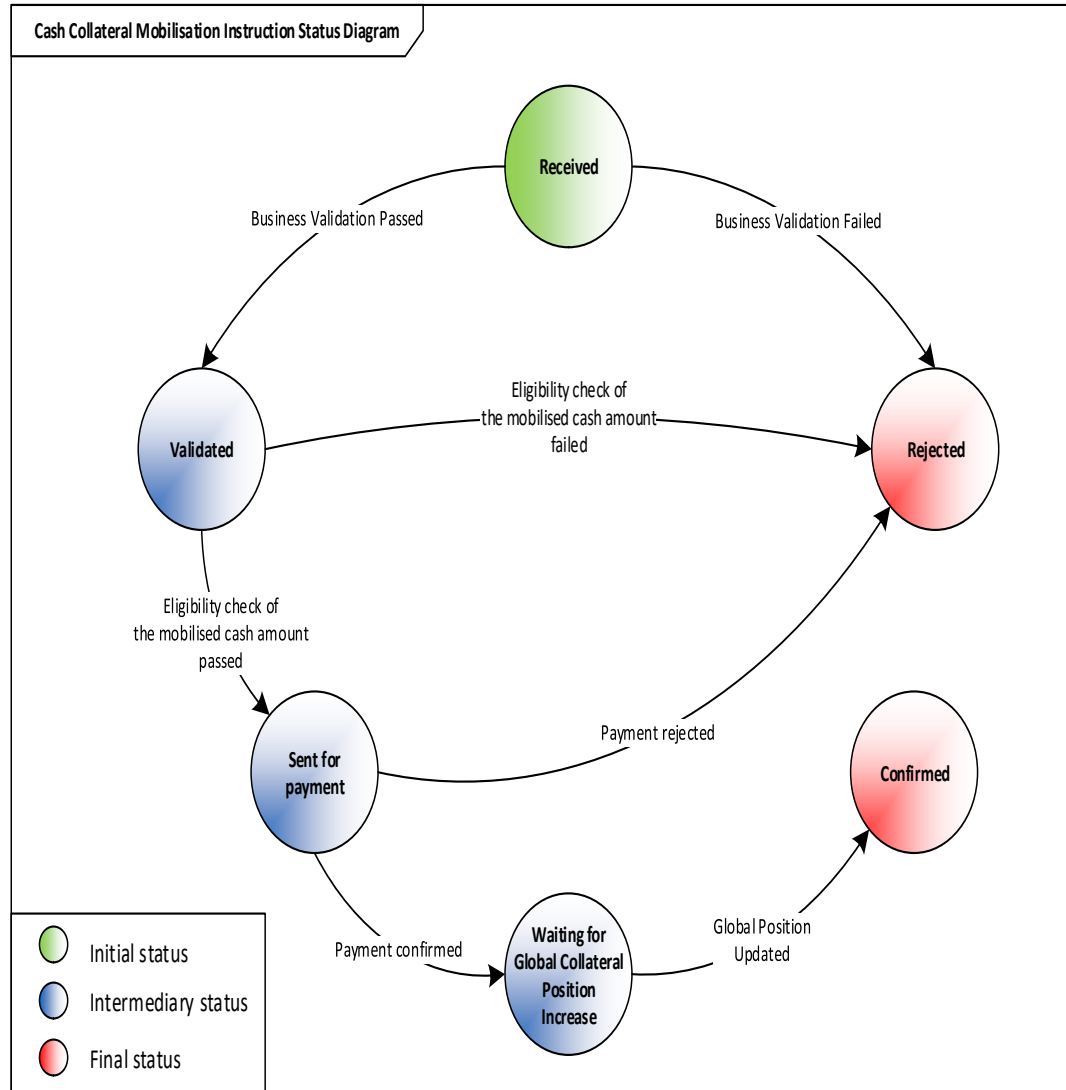 Cash Collateral Mobilisation Instruction Status Diagram
Received
Business Validation Passed
Business Validation Failed
Eligibility check of
the mobilised cash amount
failed
Validated
Rejected
Eligibility check of
the mobilised cash amount
passed
Payment rejected
Sent for
payment
Confirmed
Payment confirmed
Waiting for
Global Collateral
Position
Increase
Global Position
Updated
Initial status
Intermediary status
Final status